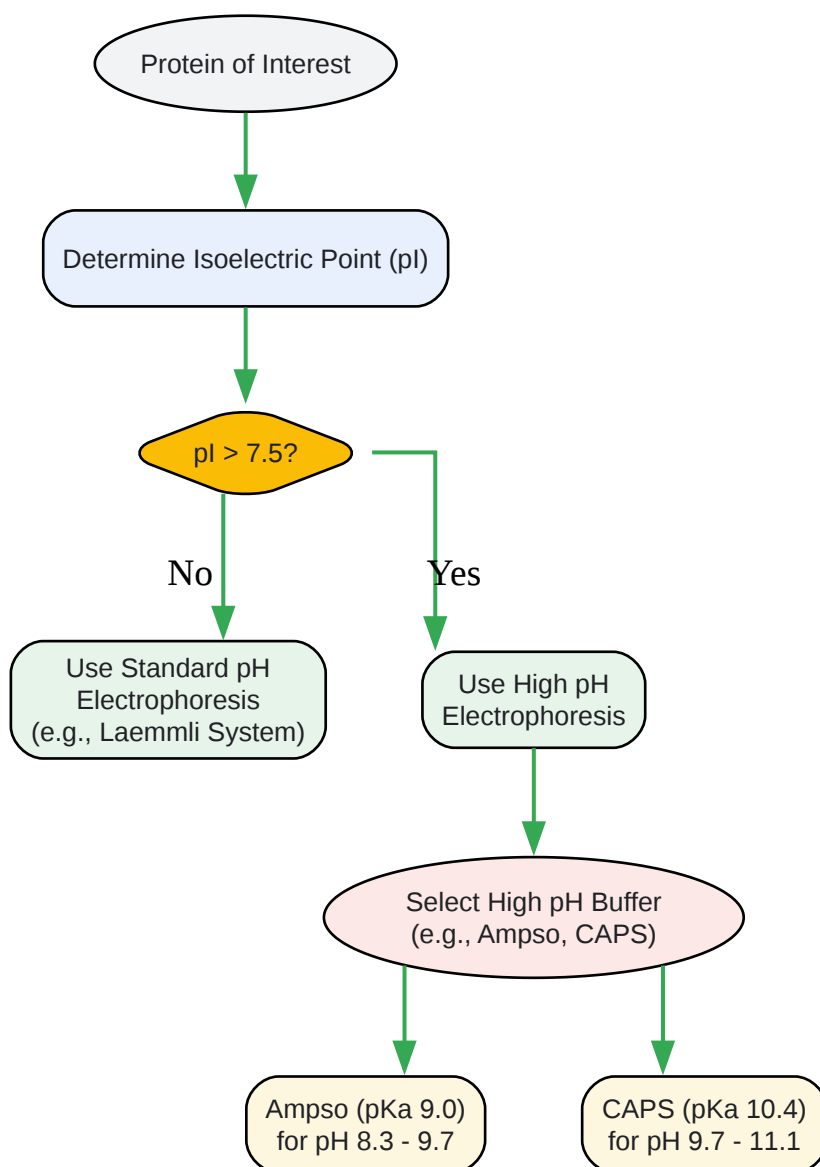 Protein of Interest
Determine Isoelectric Point (pI)
pI > 7.5?
No
Yes
Use Standard pH
Electrophoresis
(e.g., Laemmli System)
Use High pH
Electrophoresis
Select High pH Buffer
(e.g., Ampso, CAPS)
Ampso (pKa 9.0)
for pH 8.3 - 9.7
CAPS (pKa 10.4)
for pH 9.7 - 11.1